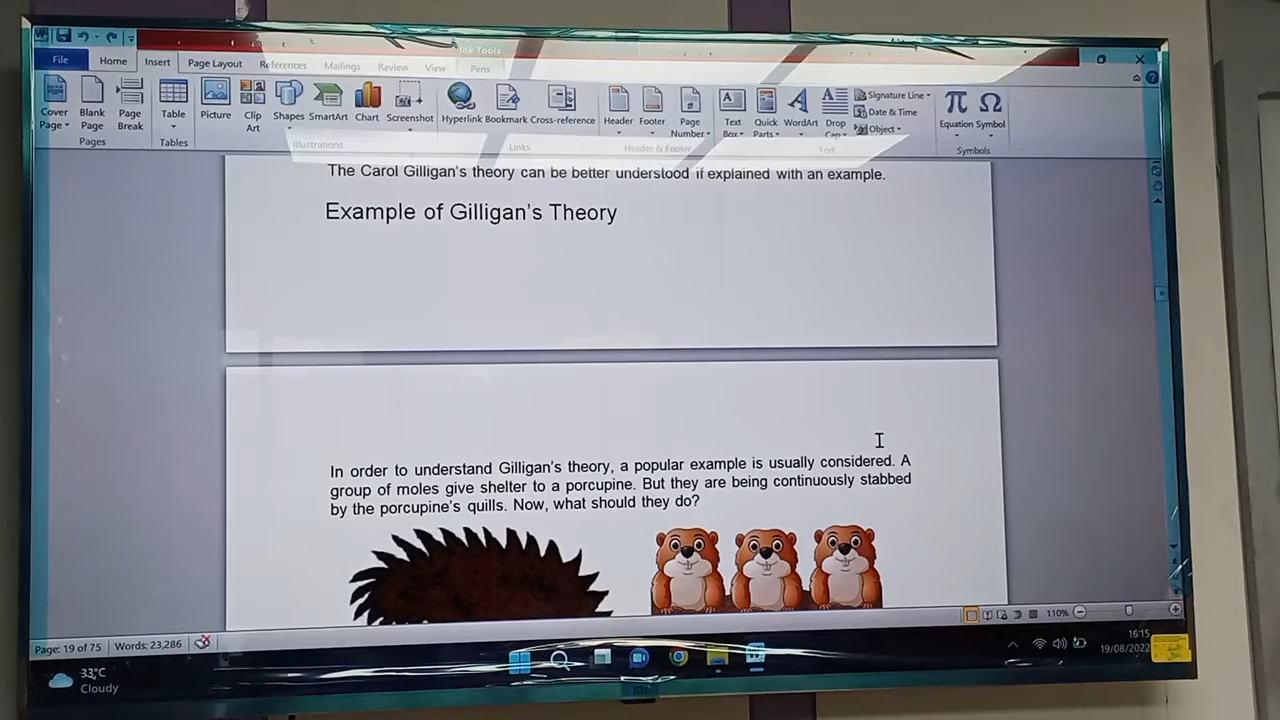 Ink Tools
File Home Insert Page Layout References Mailings Review View Pens
Cover Page Blank Page Page Break Table Picture Clip Art Shapes SmartArt Chart Screenshot Hyperlink Bookmark Cross-reference Header Footer Page Number Text Box Quick Parts WordArt Drop Cap Signature Line Date & Time Object Equation Symbol
Pages Tables Illustrations Links Header & Footer Text Symbols
The Carol Gilligan's theory can be better understood if explained with an example.
Example of Gilligan's Theory
In order to understand Gilligan's theory, a popular example is usually considered. A
group of moles give shelter to a porcupine. But they are being continuously stabbed
by the porcupine's quills. Now, what should they do?
Page: 19 of 75 Words: 23,286 110%
33°C
Cloudy
16:15
19/08/2022